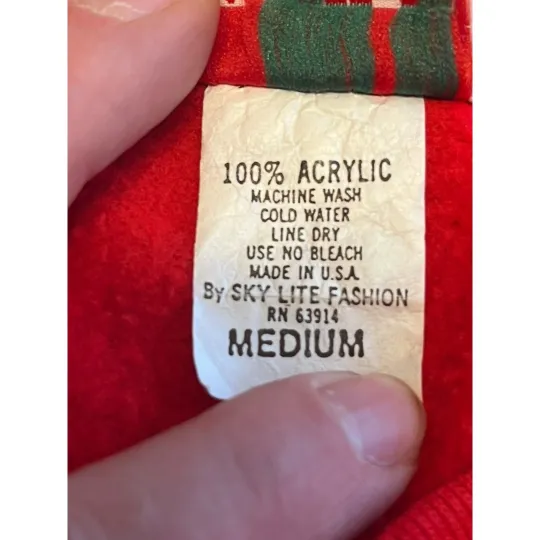 100% ACRYLIC
MACHINE WASH
COLD WATER
LINE DRY
USE NO BLEACH
MADE IN U.S.A
By SKY LITE FASHION
RN 63914
MEDIUM